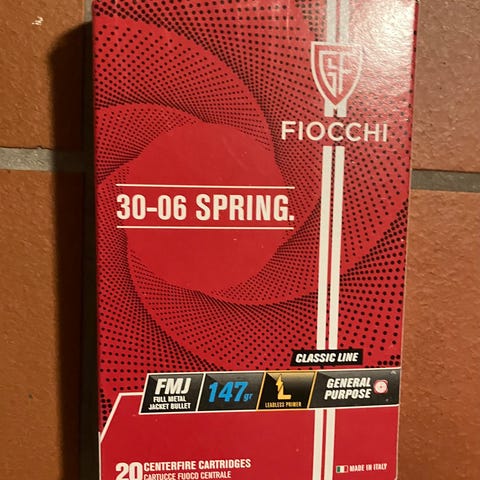 GF
FIOCCHI
30-06 SPRING.
CLASSIC LINE
FMJ
FULL METAL
JACKET BULLET
147gr
L
LEADLESS PRIMER
GENERAL
PURPOSE
20 CENTERFIRE CARTRIDGES
CARTUCCE FUOCO CENTRALE
MADE IN ITALY